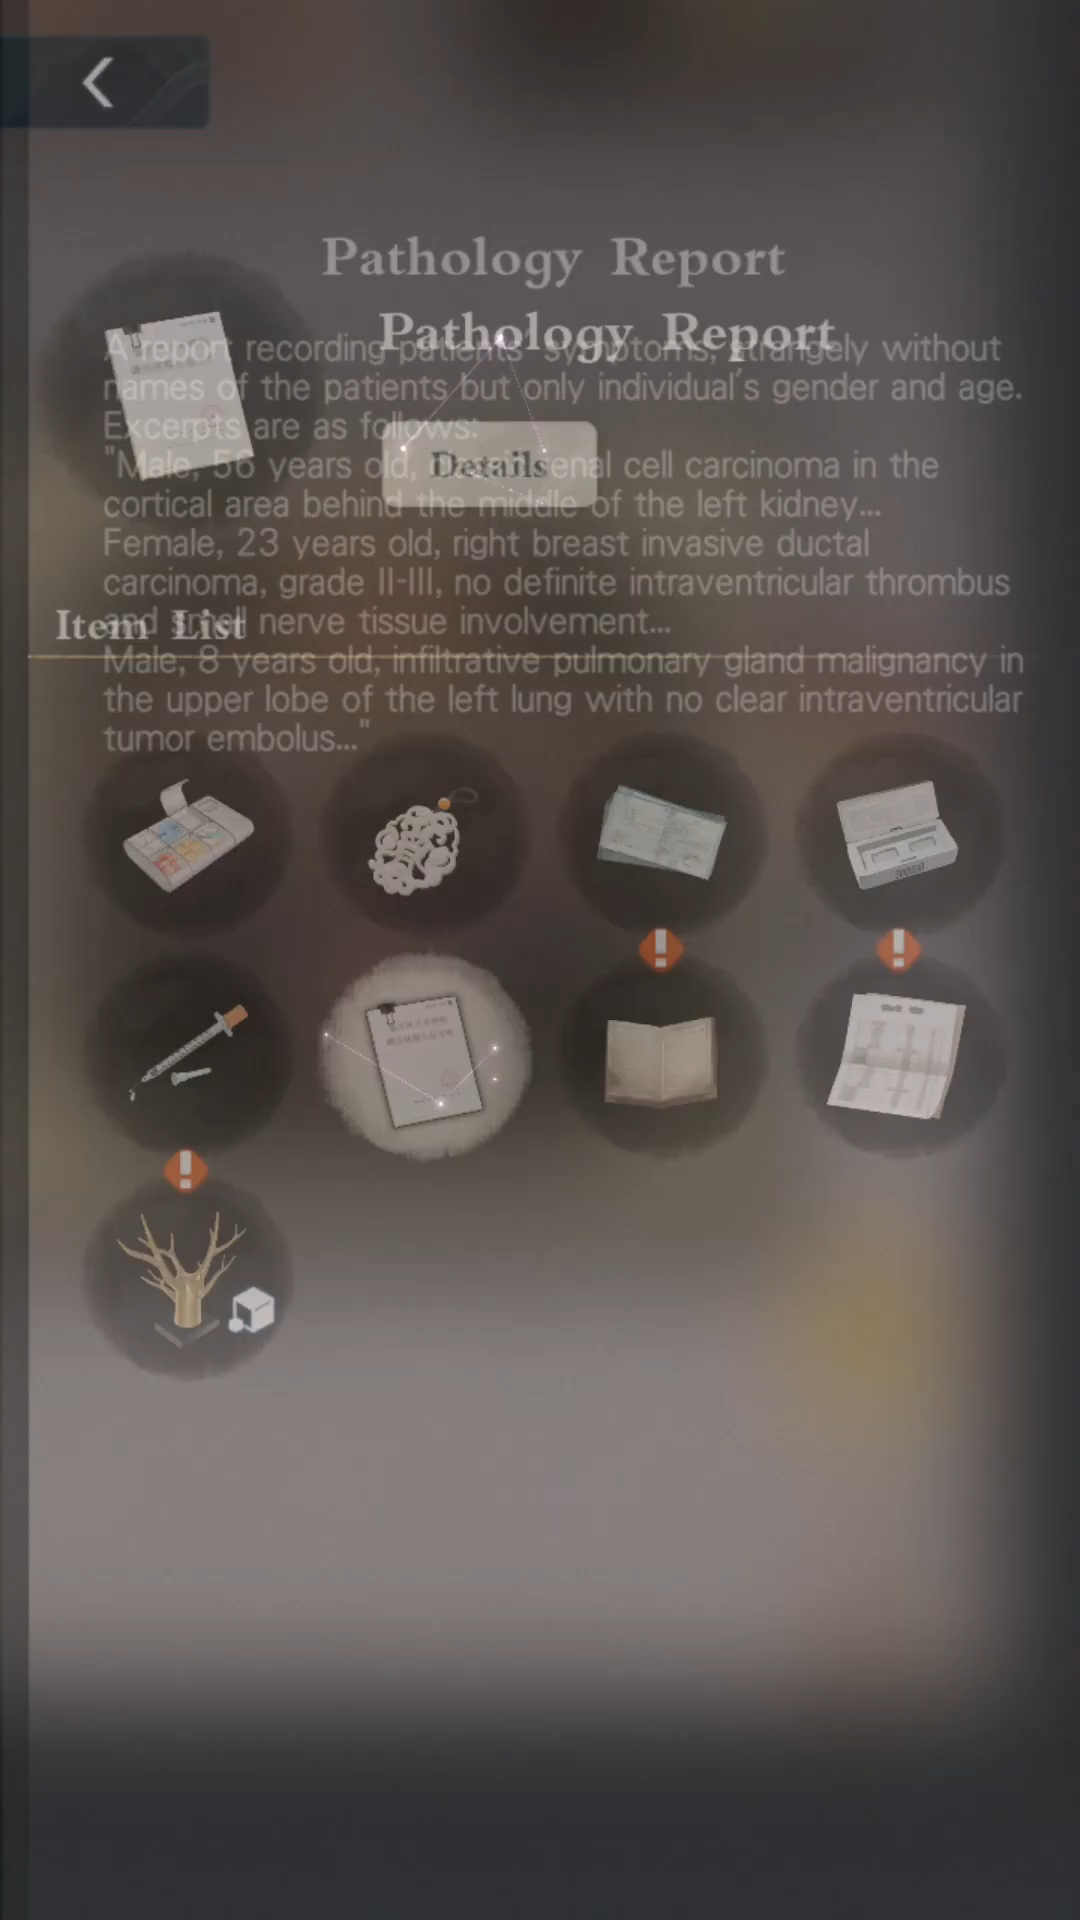 Pathology Report
Pathology Report
A report recording patients' symptoms, strangely without
names of the patients but only individual's gender and age.
Excerpts are as follows:
Details
"Male, 56 years old, renal cell carcinoma in the
cortical area behind the middle of the left kidney...
Female, 23 years old, right breast invasive ductal
carcinoma, grade II-III, no definite intraventricular thrombus
Item List
and small nerve tissue involvement...
Male, 8 years old, infiltrative pulmonary gland malignancy in
the upper lobe of the left lung with no clear intraventricular
tumor embolus..."